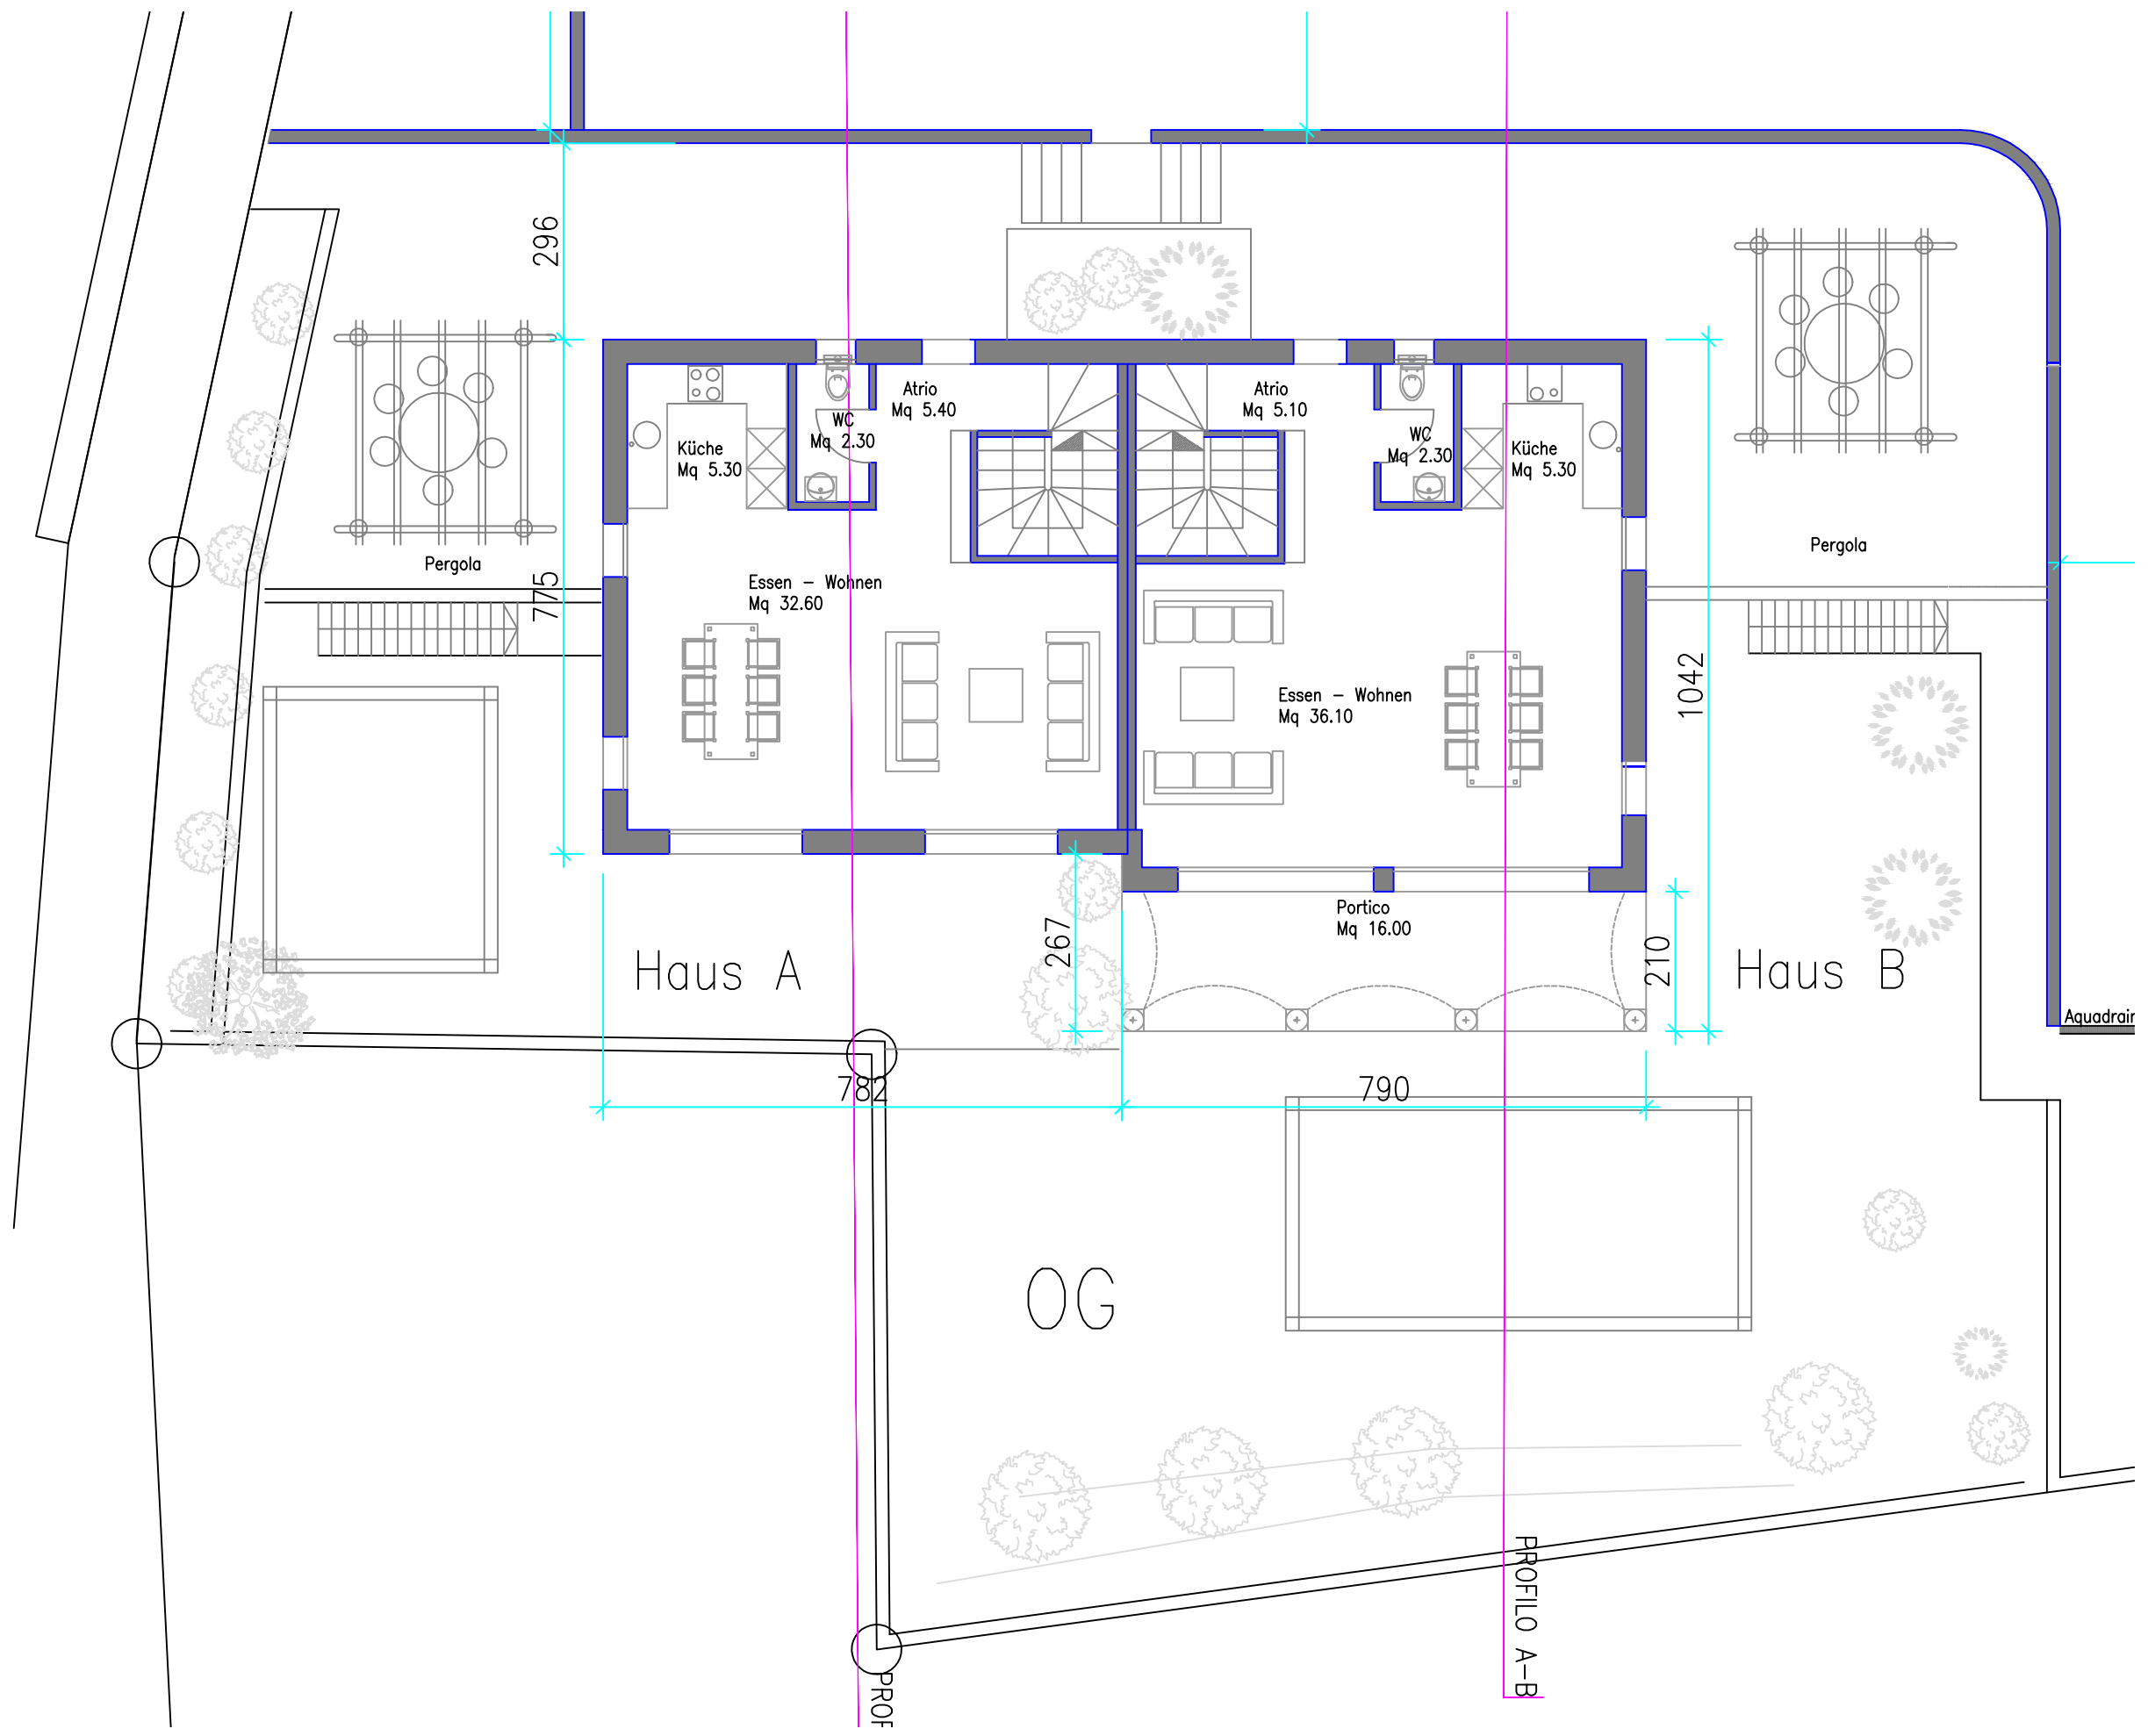 296
Atrio
Mq 5.40
Atrio
Mq 5.10
WC
Mq 2.30
WC
Mq 2.30
Küche
Mq 5.30
Küche
Mq 5.30
Pergola
Pergola
775
Essen - Wohnen
Mq 32.60
Essen - Wohnen
Mq 36.10
1042
Portico
Mq 16.00
267
210
Haus A
Haus B
782
790
OG
PROFILO A-B